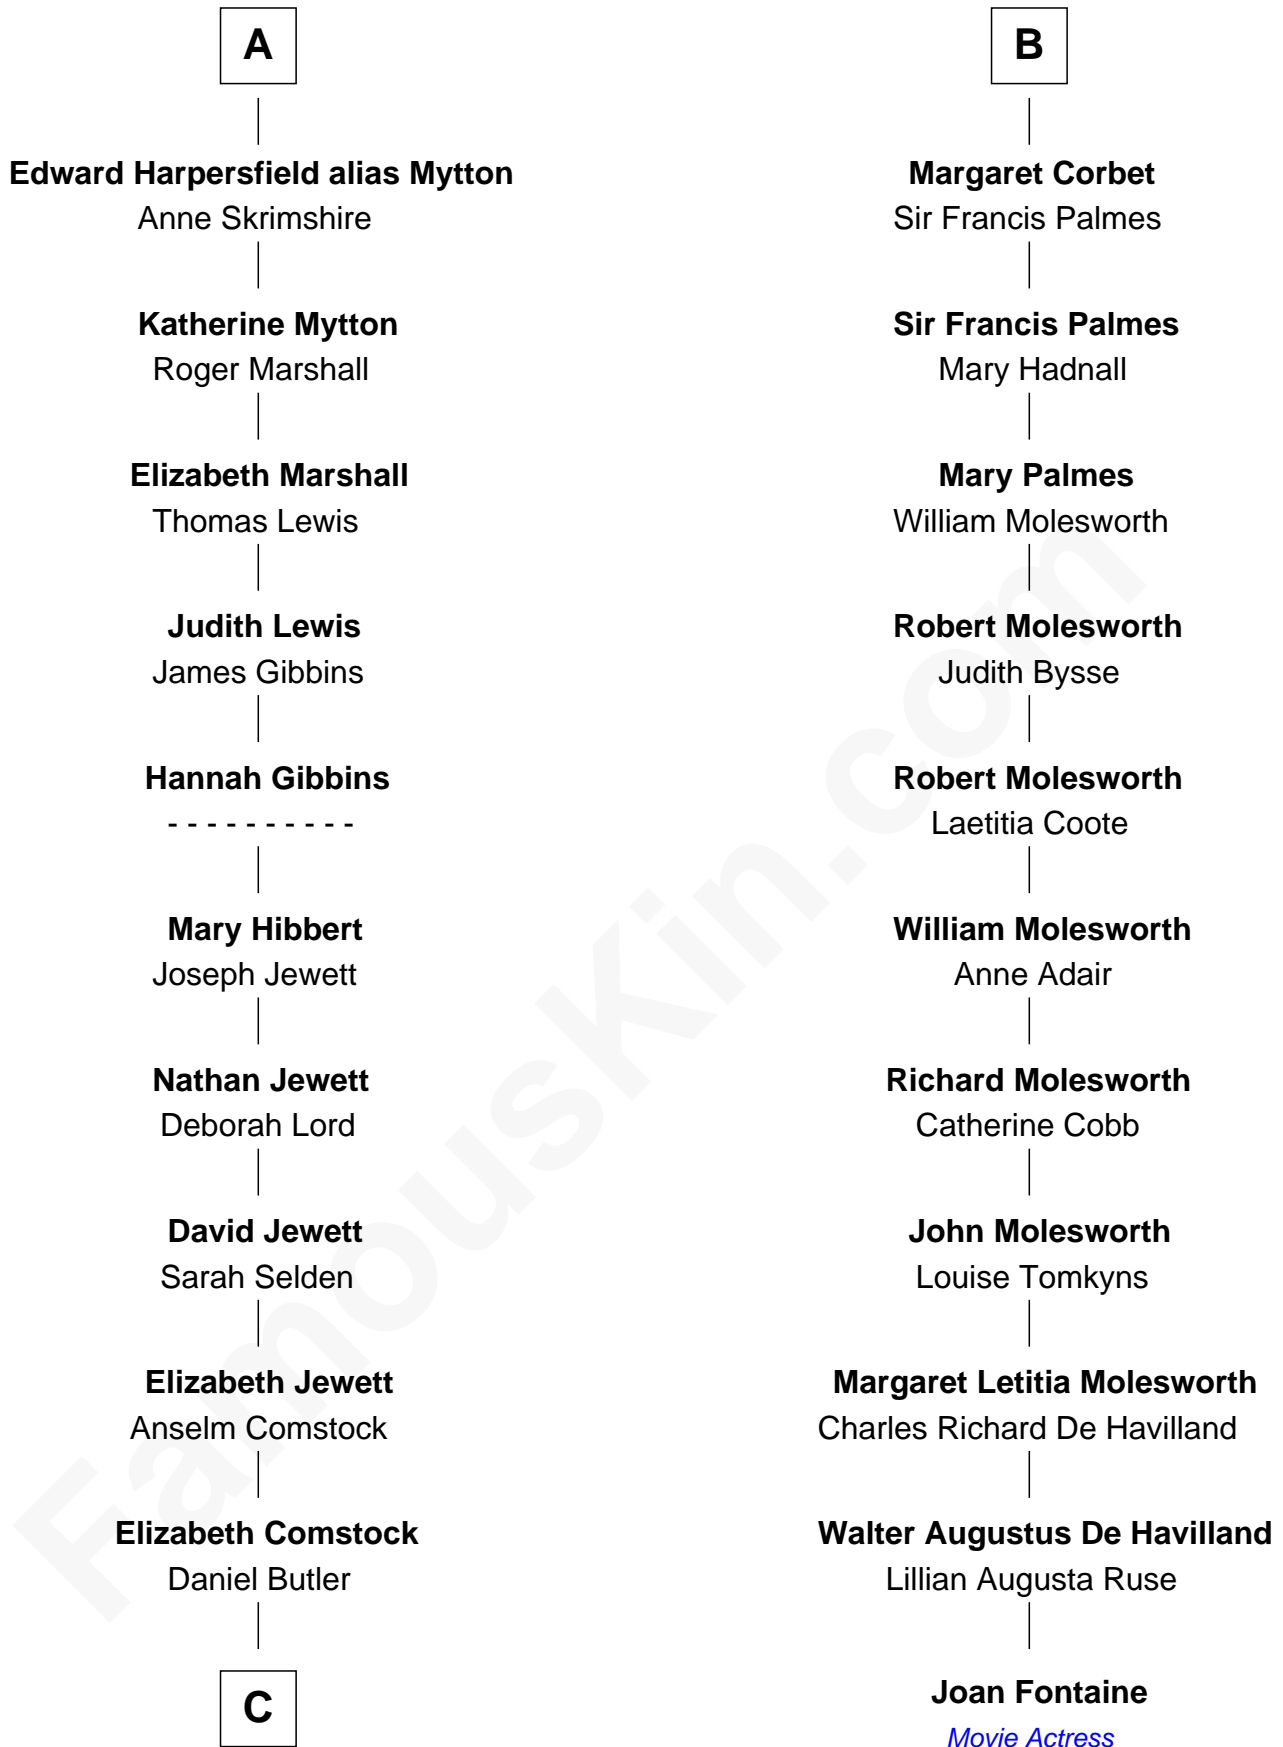 A
Edward Harpersfield alias Mytton
Anne Skrimshire
Katherine Mytton
Roger Marshall
Elizabeth Marshall
Thomas Lewis
Judith Lewis
James Gibbins
Hannah Gibbins
- - - - - - - - - -
Mary Hibbert
Joseph Jewett
Nathan Jewett
Deborah Lord
David Jewett
Sarah Selden
Elizabeth Jewett
Anselm Comstock
Elizabeth Comstock
Daniel Butler
C
B
Margaret Corbet
Sir Francis Palmes
Sir Francis Palmes
Mary Hadnall
Mary Palmes
William Molesworth
Robert Molesworth
Judith Bysse
Robert Molesworth
Laetitia Coote
William Molesworth
Anne Adair
Richard Molesworth
Catherine Cobb
John Molesworth
Louise Tomkyns
Margaret Letitia Molesworth
Charles Richard De Havilland
Walter Augustus De Havilland
Lillian Augusta Ruse
Joan Fontaine
Movie Actress
FamousKin.com